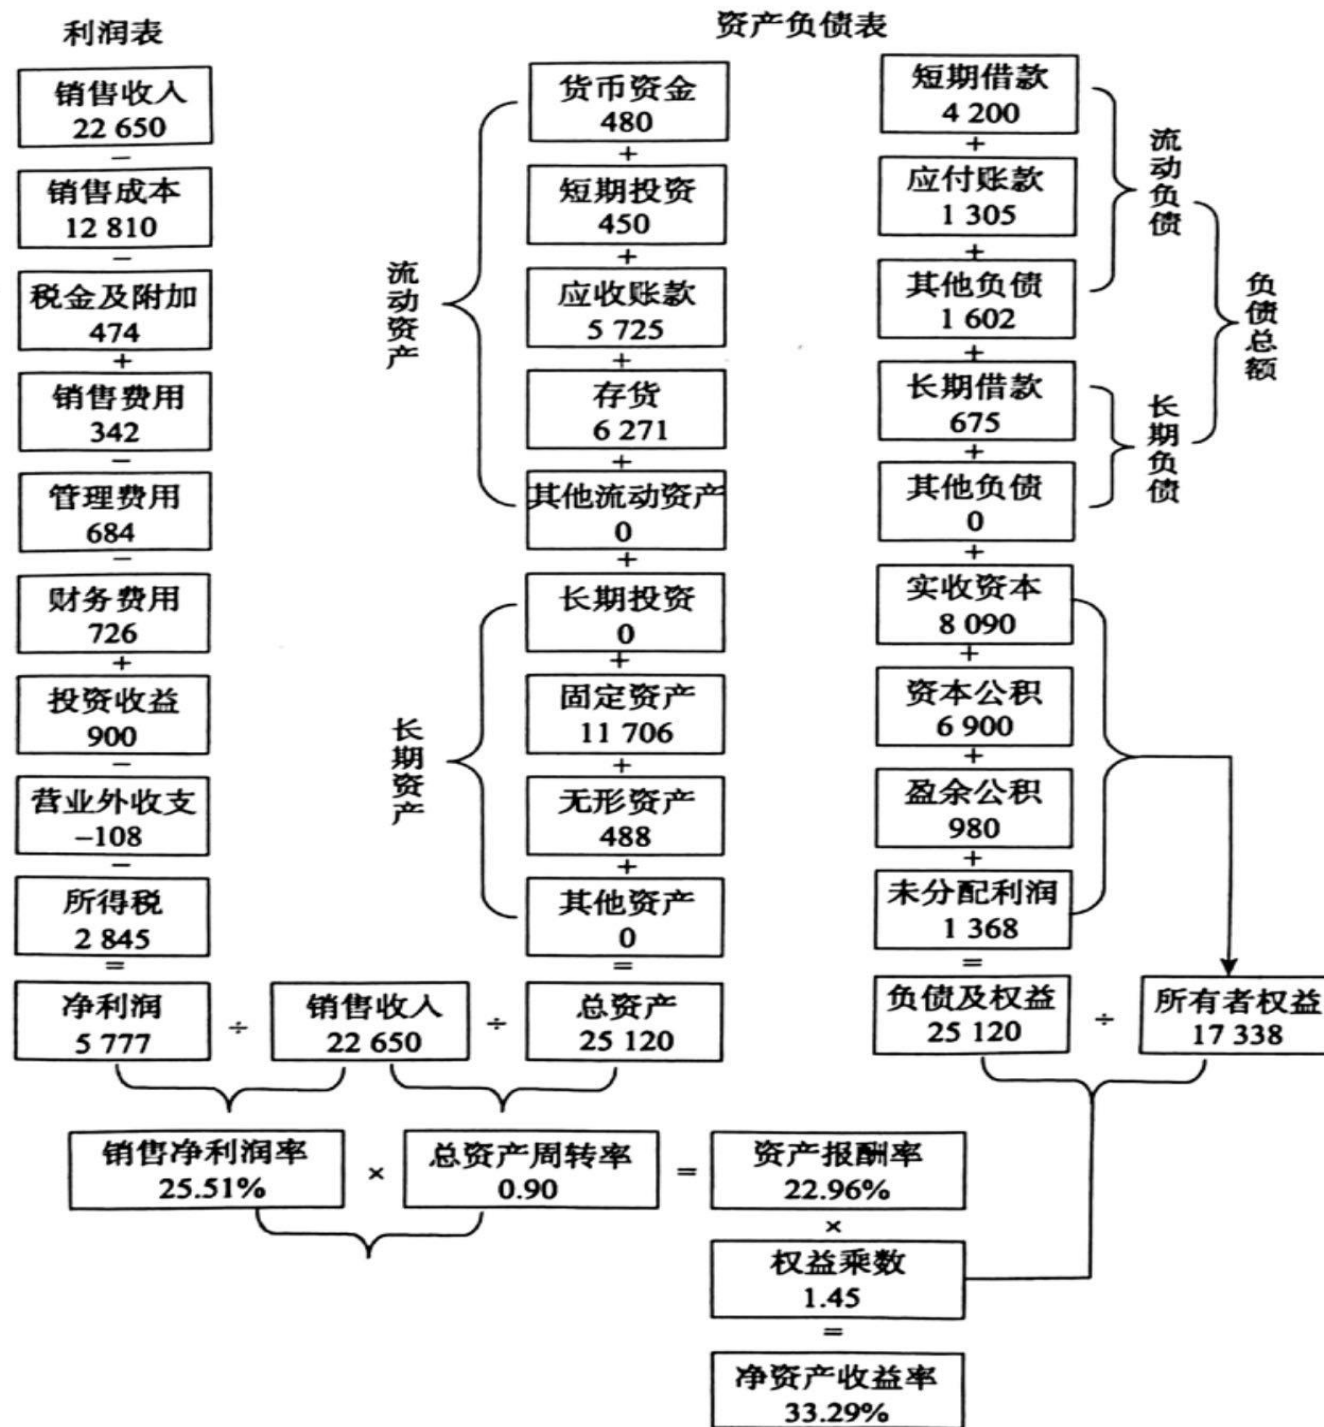 利润表
销售收入
22 650
−
销售成本
12 810
−
税金及附加
474
+
销售费用
342
−
管理费用
684
−
财务费用
726
+
投资收益
900
−
营业外收支
−108
−
所得税
2 845
=
净利润
5 777
÷
销售收入
22 650
÷
资产负债表
流动资产
货币资金
480
+
短期投资
450
+
应收账款
5 725
+
存货
6 271
+
其他流动资产
0
+
长期资产
长期投资
0
+
固定资产
11 706
+
无形资产
488
+
其他资产
0
=
总资产
25 120
短期借款
4 200
+
应付账款
1 305
+
其他负债
1 602
+
长期借款
675
+
其他负债
0
+
实收资本
8 090
+
资本公积
6 900
+
盈余公积
980
+
未分配利润
1 368
=
负债及权益
25 120
÷
所有者权益
17 338
流动负债
长期负债
负债总额
销售净利润率
25.51%
×
总资产周转率
0.90
=
资产报酬率
22.96%
×
权益乘数
1.45
=
净资产收益率
33.29%